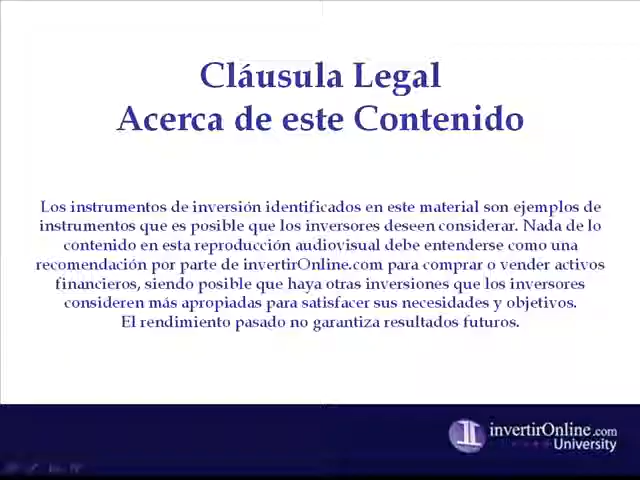 Cláusula Legal
Acerca de este Contenido
Los instrumentos de inversión identificados en este material son ejemplos de
instrumentos que es posible que los inversores deseen considerar. Nada de lo
contenido en esta reproducción audiovisual debe entenderse como una
recomendación por parte de invertirOnline.com para comprar o vender activos
financieros, siendo posible que haya otras inversiones que los inversores
consideren más apropiadas para satisfacer sus necesidades y objetivos.
El rendimiento pasado no garantiza resultados futuros.
invertirOnline.com
University